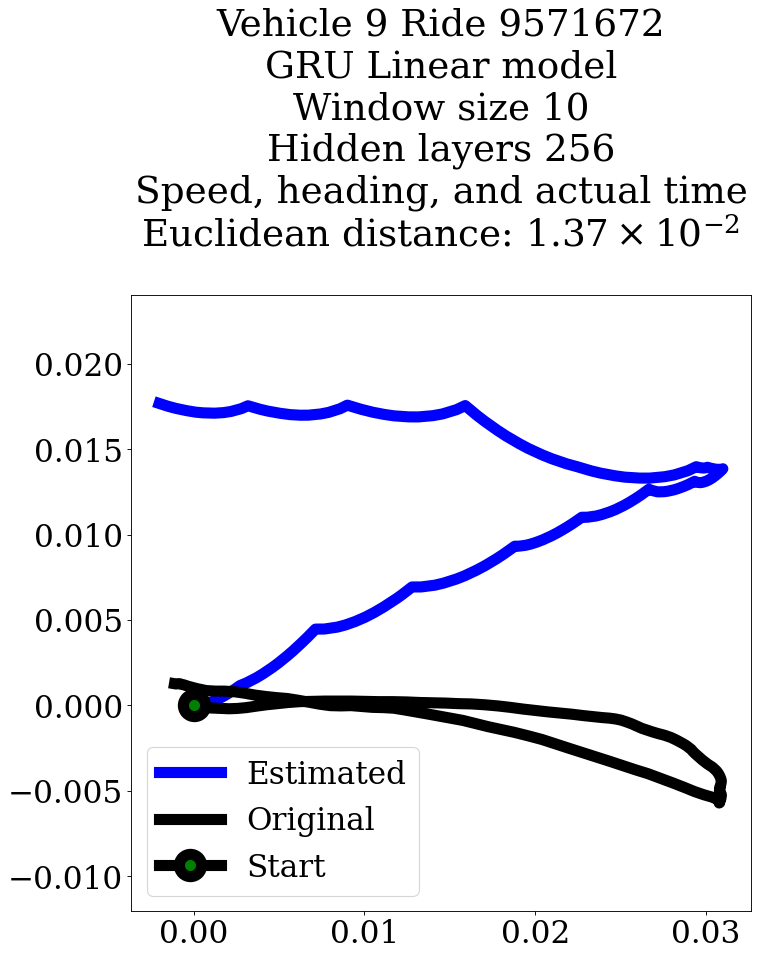 Vehicle 9 Ride 9571672
GRU Linear model
Window size 10
Hidden layers 256
Speed, heading, and actual time
Euclidean distance: 1.37 × 10⁻²
0.020
0.015
0.010
0.005
0.000
−0.005
−0.010
Estimated
Original
Start
0.00 0.01 0.02 0.03